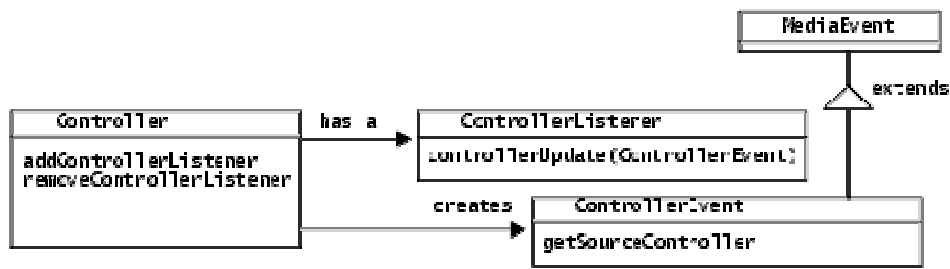 MediaEvent
extends
Controller
has a
ControllerListener
addControllerListener
removeControllerListener
controllerUpdate(ControllerEvent)
creates
ControllerEvent
getSourceController